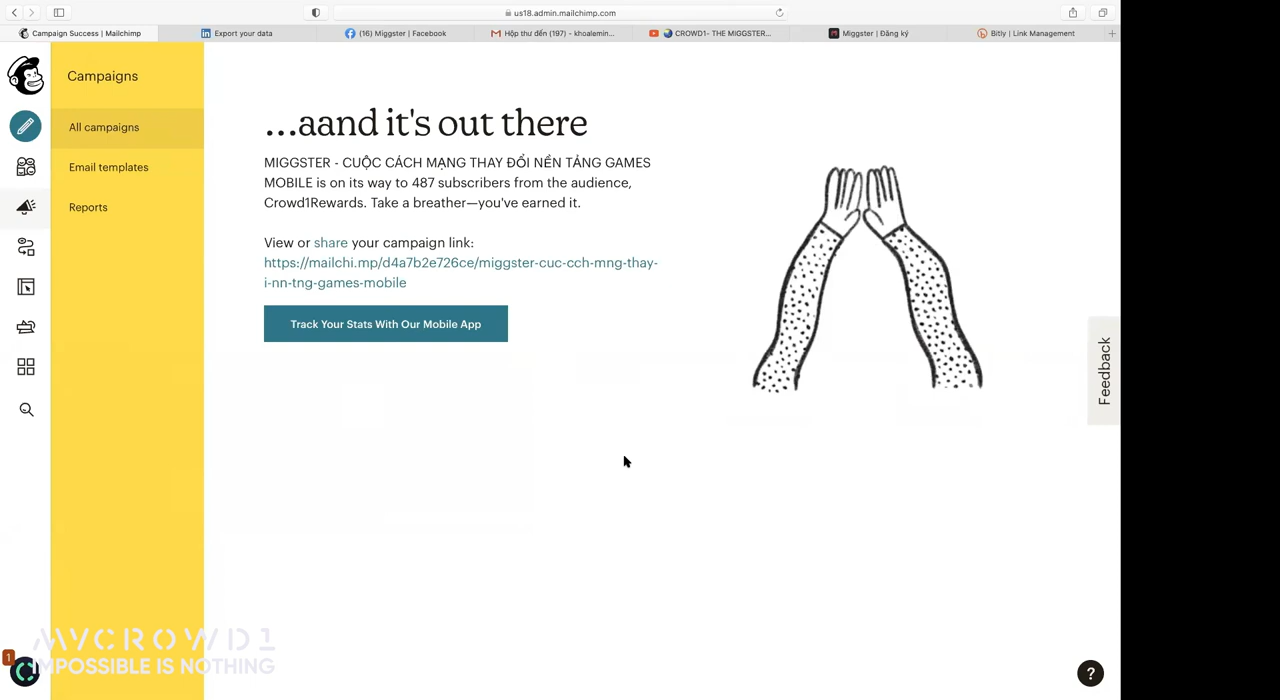 us18.admin.mailchimp.com
Campaign Success | Mailchimp
Export your data
(16) Miggster | Facebook
Hộp thư đến (197) - khoalemin...
CROWD1- THE MIGGSTER...
Miggster | Đăng ký
Bitly | Link Management
Campaigns
All campaigns
Email templates
Reports
...aand it's out there
MIGGSTER - CUỘC CÁCH MẠNG THAY ĐỔI NỀN TẢNG GAMES
MOBILE is on its way to 487 subscribers from the audience,
Crowd1Rewards. Take a breather—you've earned it.
View or share your campaign link:
https://mailchi.mp/d4a7b2e726ce/miggster-cuc-cch-mng-thay-
i-nn-tng-games-mobile
Track Your Stats With Our Mobile App
Feedback
MYCROWD1
IMPOSSIBLE IS NOTHING
1
?